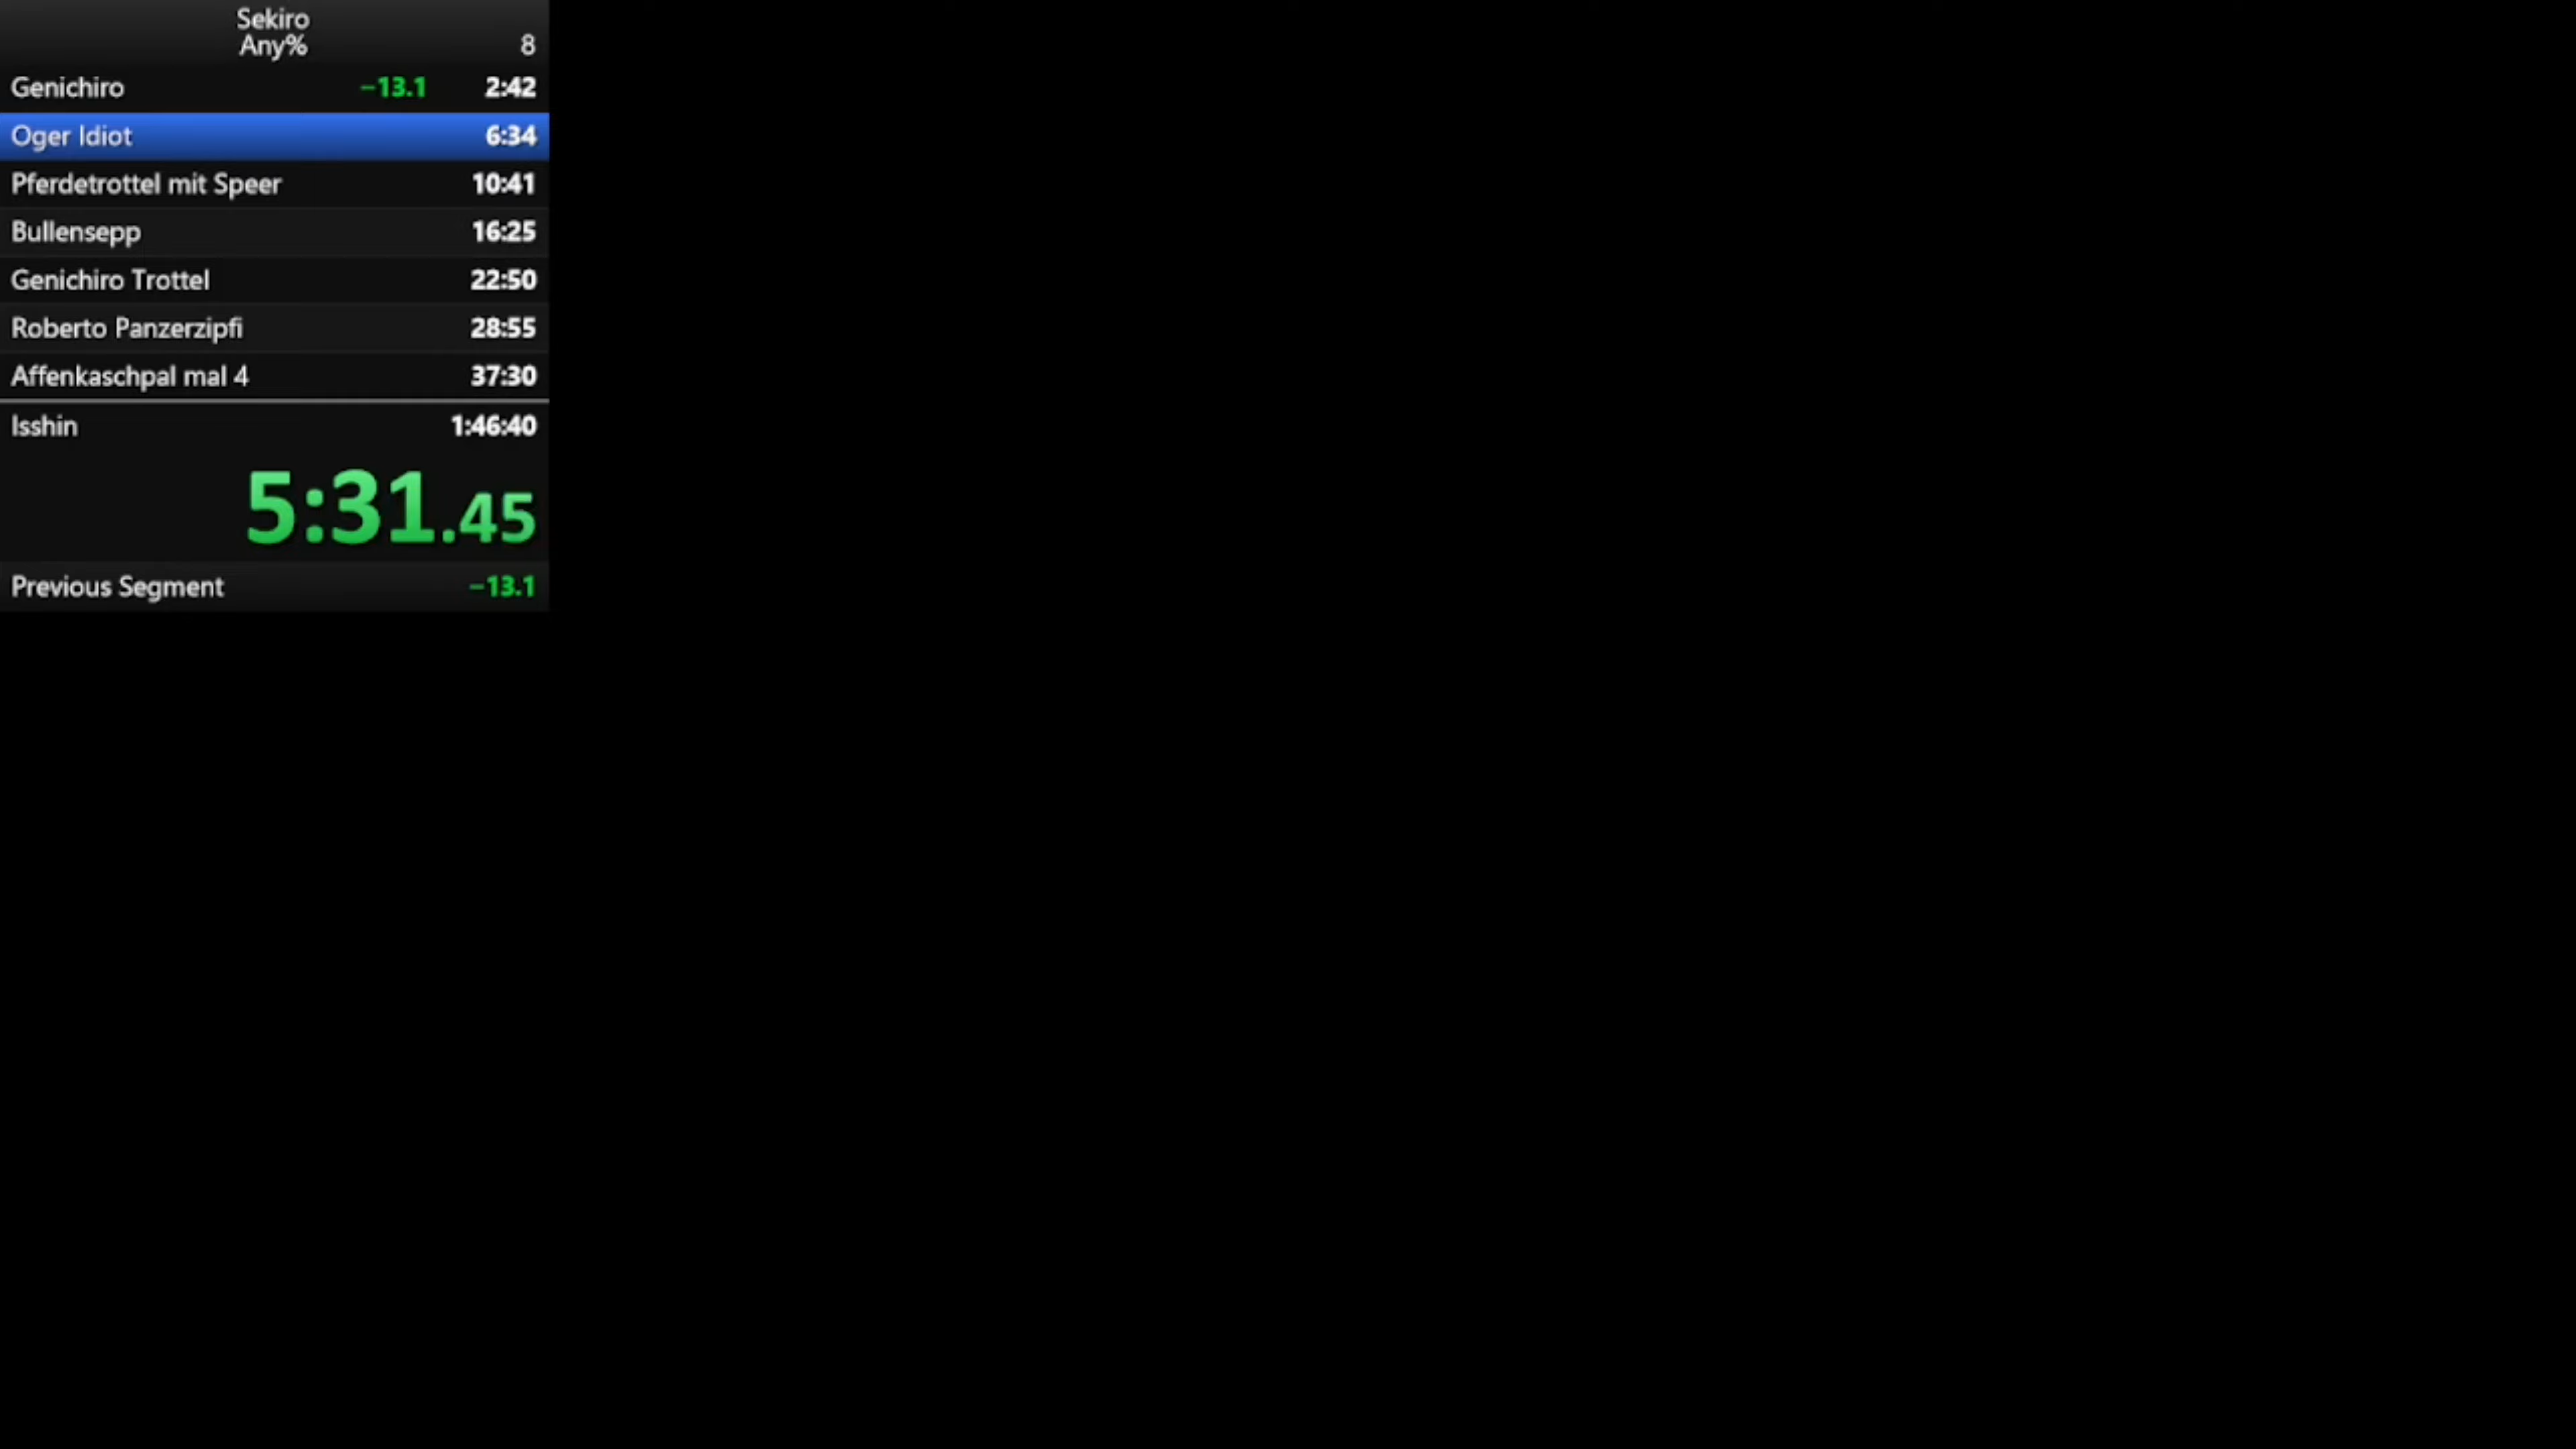 Sekiro
Any% 8
Genichiro −13.1 2:42
Oger Idiot 6:34
Pferdetrottel mit Speer 10:41
Bullensepp 16:25
Genichiro Trottel 22:50
Roberto Panzerzipfi 28:55
Affenkaschpal mal 4 37:30
Isshin 1:46:40
5:31.45
Previous Segment −13.1